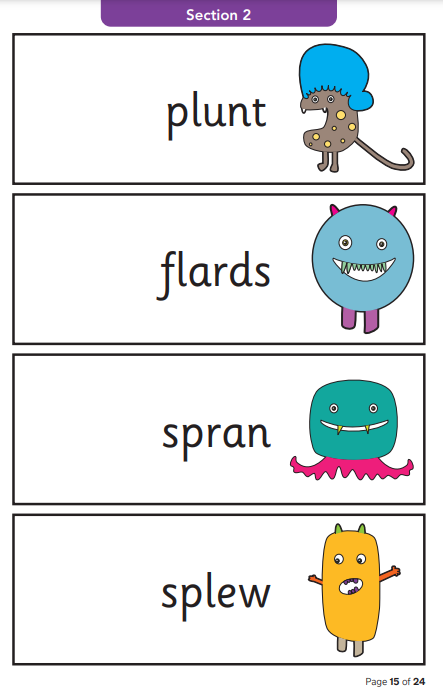 Section 2
plunt
flards
spran
splew
Page 15 of 24